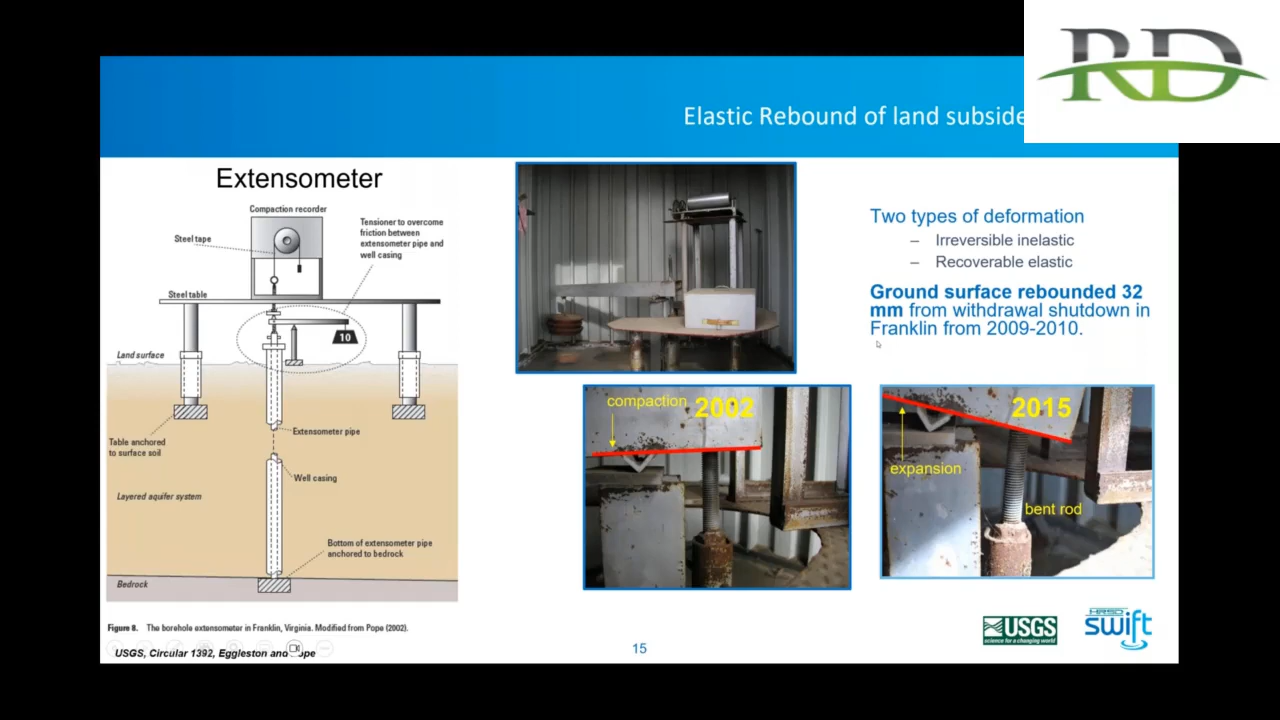 RD
Elastic Rebound of land subside
Extensometer
Compaction recorder
Steel tape
Tensioner to overcome
friction between
extensometer pipe and
well casing
Steel table
10
Land surface
Extensometer pipe
Table anchored
to surface soil
Well casing
Layered aquifer system
Bottom of extensometer pipe
anchored to bedrock
Bedrock
Figure 8. The borehole extensometer in Franklin, Virginia. Modified from Pope (2002).
USGS, Circular 1392, Eggleston and
compaction
2002
Two types of deformation
– Irreversible inelastic
– Recoverable elastic
Ground surface rebounded 32
mm from withdrawal shutdown in
Franklin from 2009-2010.
2015
expansion
bent rod
15
USGS
science for a changing world
HRSD
swift